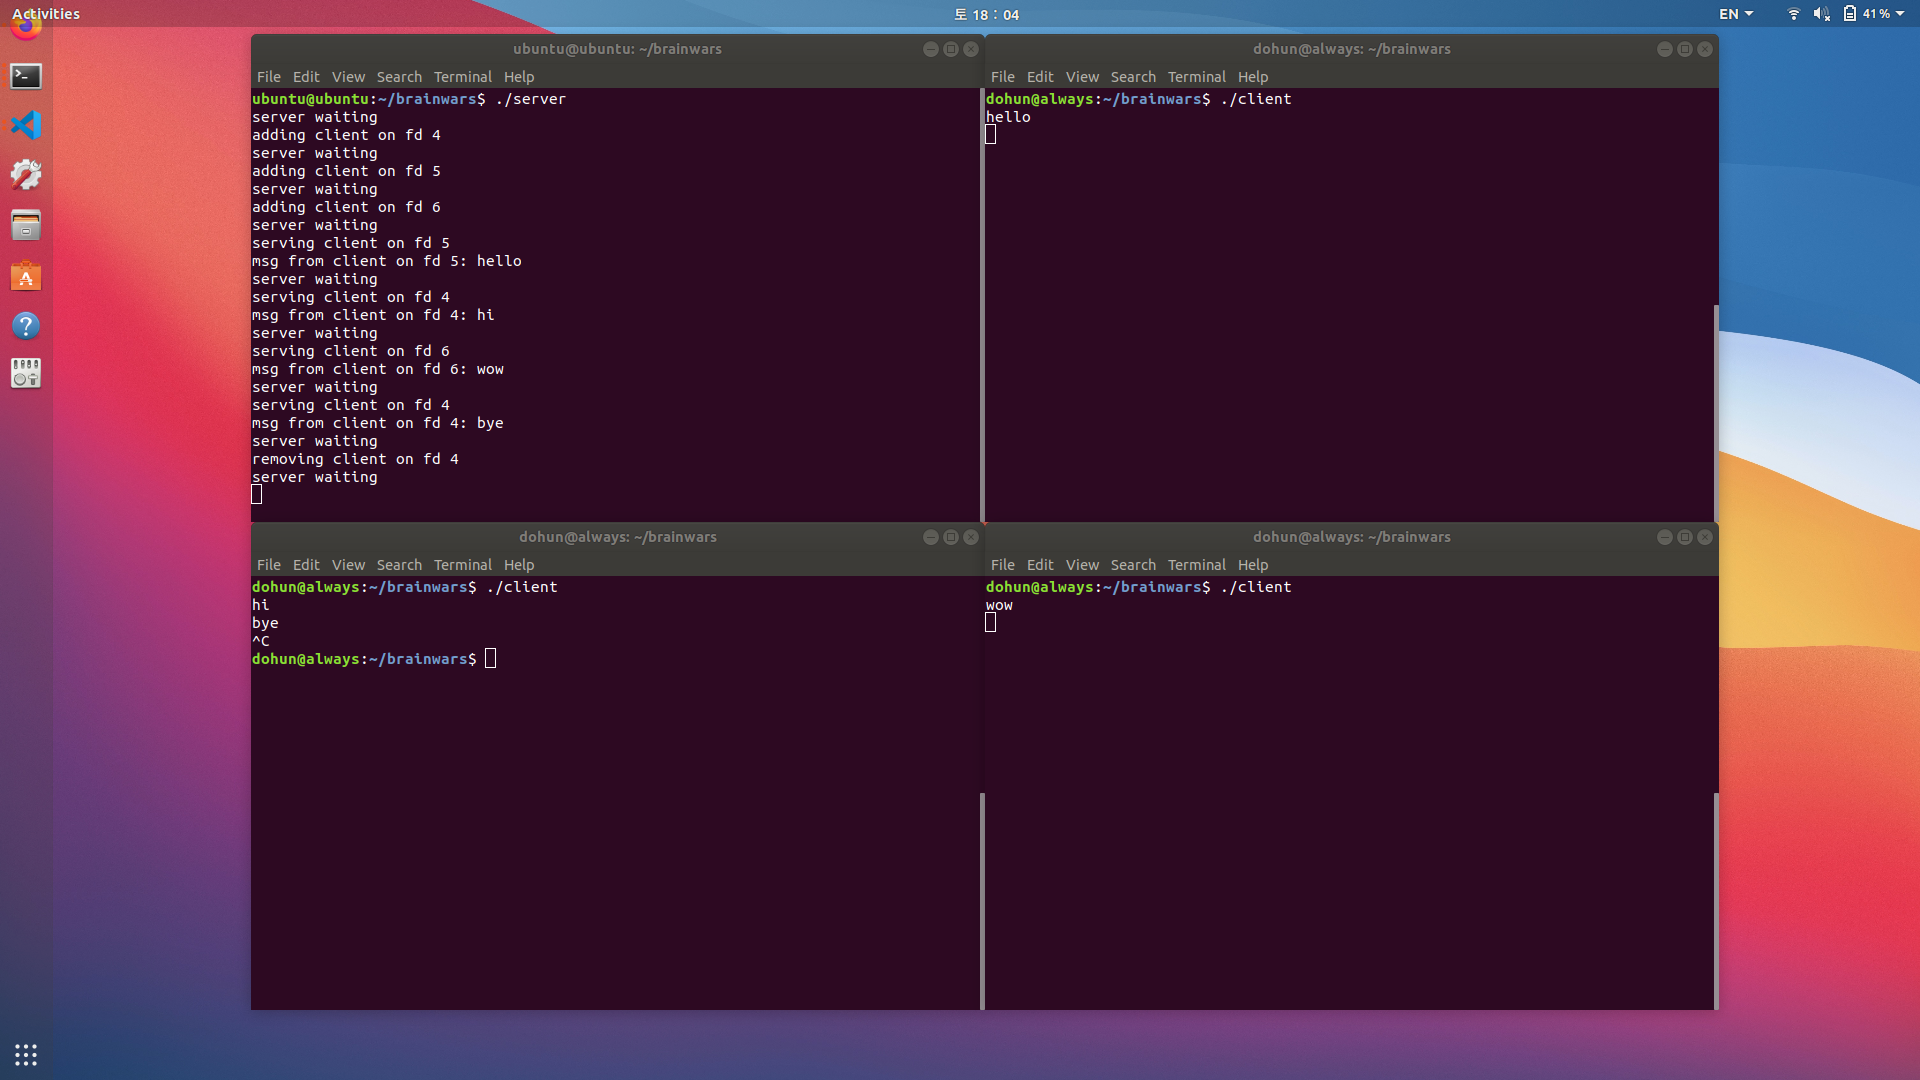 Activities
토 18 : 04
EN
41 %
ubuntu@ubuntu: ~/brainwars
File Edit View Search Terminal Help
ubuntu@ubuntu:~/brainwars$ ./server
server waiting
adding client on fd 4
server waiting
adding client on fd 5
server waiting
adding client on fd 6
server waiting
serving client on fd 5
msg from client on fd 5: hello
server waiting
serving client on fd 4
msg from client on fd 4: hi
server waiting
serving client on fd 6
msg from client on fd 6: wow
server waiting
serving client on fd 4
msg from client on fd 4: bye
server waiting
removing client on fd 4
server waiting
dohun@always: ~/brainwars
File Edit View Search Terminal Help
dohun@always:~/brainwars$ ./client
hello
dohun@always: ~/brainwars
File Edit View Search Terminal Help
dohun@always:~/brainwars$ ./client
hi
bye
^C
dohun@always:~/brainwars$
dohun@always: ~/brainwars
File Edit View Search Terminal Help
dohun@always:~/brainwars$ ./client
wow